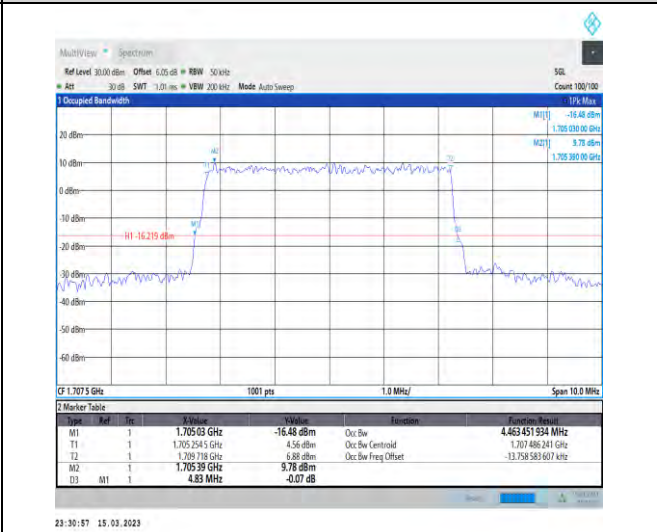 MultiView Spectrum
Ref Level 30.00 dBm Offset 6.05 dB RBW 50 kHz SGL
Att 30 dB SWT 1.01 ms VBW 200 kHz Mode Auto Sweep Count 100/100
1 Occupied Bandwidth 1Pk Max
M1[1] -16.48 dBm
1.705 030 00 GHz
M2[1] 9.78 dBm
1.705 380 00 GHz
20 dBm
M2
T1 T2
10 dBm
0 dBm
-10 dBm
M1
H1 -16.219 dBm
-20 dBm
-30 dBm
-40 dBm
-50 dBm
-60 dBm
CF 1.707 5 GHz 1001 pts 1.0 MHz/ Span 10.0 MHz
2 Marker Table
Type Ref Trc X-Value Y-Value Function Function Result
M1 1 1.705 03 GHz -16.48 dBm Occ Bw 4.463 451 934 MHz
T1 1 1.705 254 5 GHz 4.56 dBm Occ Bw Centroid 1.707 486 241 GHz
T2 1 1.709 718 GHz 6.88 dBm Occ Bw Freq Offset -13.758 583 607 kHz
M2 1 1.705 39 GHz 9.78 dBm
D3 M1 1 4.83 MHz -0.07 dB
23:30:57 15.03.2023